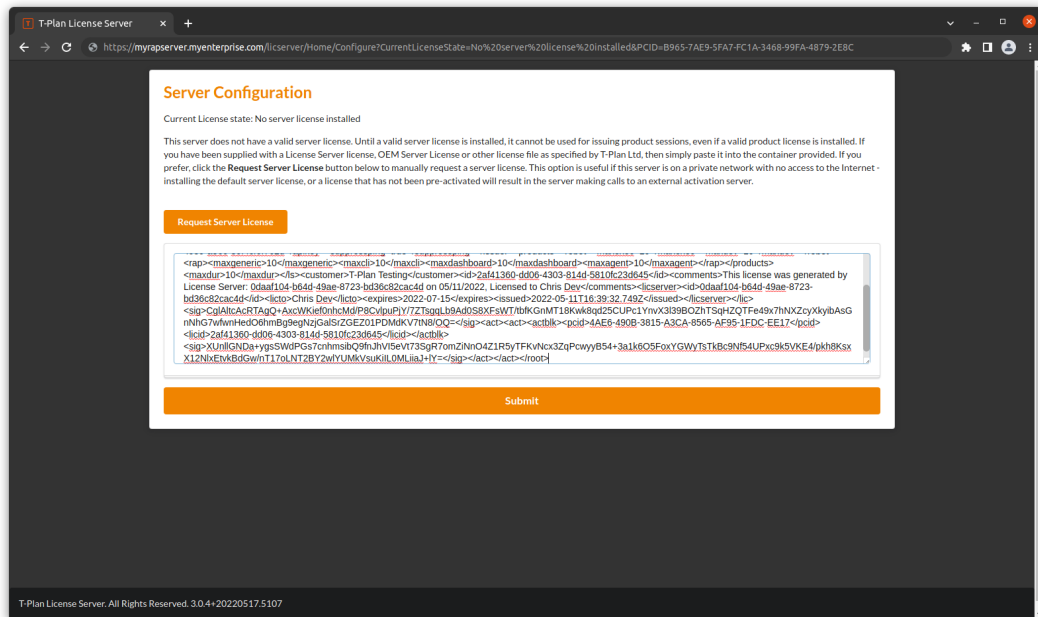 T-Plan License Server
https://myrapserver.myenterprise.com/licserver/Home/Configure?CurrentLicenseState=No%20server%20license%20installed&PCID=B965-7AE9-5FA7-FC1A-3468-99FA-4879-2E8C
Server Configuration
Current License state: No server license installed
This server does not have a valid server license. Until a valid server license is installed, it cannot be used for issuing product sessions, even if a valid product license is installed. If
you have been supplied with a License Server license, OEM Server License or other license file as specified by T-Plan Ltd, then simply paste it into the container provided. If you
prefer, click the Request Server License button below to manually request a server license. This option is useful if this server is on a private network with no access to the Internet -
installing the default server license, or a license that has not been pre-activated will result in the server making calls to an external activation server.
Request Server License
<rap><maxgeneric>10</maxgeneric><maxcli>10</maxcli><maxdashboard>10</maxdashboard><maxagent>10</maxagent></rap></products>
<maxdur>10</maxdur></ls><customer>T-Plan Testing</customer><id>2af41360-dd06-4303-814d-5810fc23d645</id><comments>This license was generated by
License Server: 0daaf104-b64d-49ae-8723-bd36c82cac4d on 05/11/2022, Licensed to Chris Dev</comments><licserver><id>0daaf104-b64d-49ae-8723-
bd36c82cac4d</id><licto>Chris Dev</licto><expires>2022-07-15</expires><issued>2022-05-11T16:39:32.749Z</issued></licserver></lic>
<sig>CglAltcAcRTAgQ+AxcWKief0nhcMd/P8CvlpuPjY/7ZTsgqLb9Ad0S8XFsWT/tbfKGnMT18Kwk8qd25CUPc1YnvX3l39BOZhTSqHZQTFe49x7hNXZcyXkyibAsG
nNhG7wfwnHedO6hmBg9egNzjGalSrZGEZ01PDMdKV7tN8/OQ=</sig><act><act><actblk><pcid>4AE6-490B-3815-A3CA-8565-AF95-1FDC-EE17</pcid>
<licid>2af41360-dd06-4303-814d-5810fc23d645</licid></actblk>
<sig>XUnllGNDa+ygsSWdPGs7cnhmsibQ9fnJhVI5eVt73SgR7omZiNnO4Z1R5yTFKvNcx3ZqPcwyyB54+3a1k6O5FoxYGWyTsTkBc9Nf54UPxc9k5VKE4/pkh8Ksx
X12NlxEtvkBdGw/nT17oLNT2BY2wlYUMkVsuKiIL0MLiiaJ+lY=</sig></act></act></root>
Submit
T-Plan License Server. All Rights Reserved. 3.0.4+20220517.5107